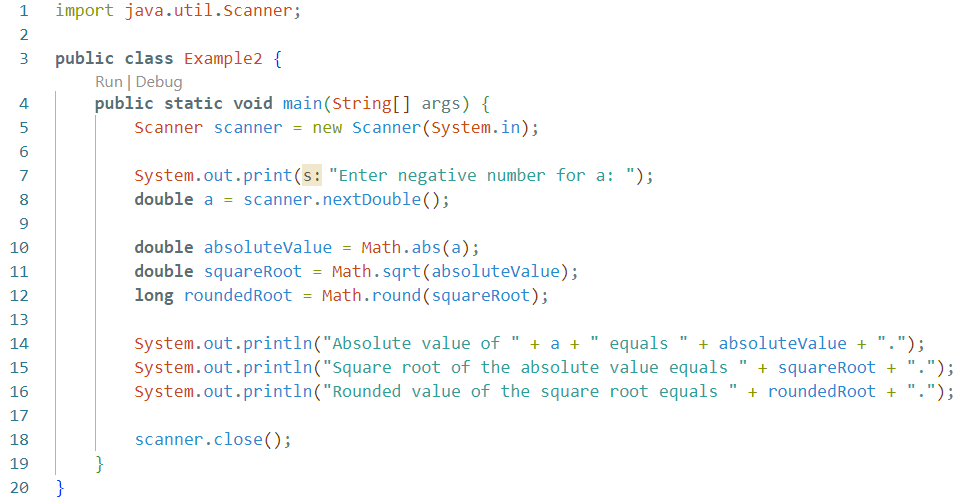 1 import java.util.Scanner;
2
3 public class Example2 {
Run | Debug
4     public static void main(String[] args) {
5         Scanner scanner = new Scanner(System.in);
6
7         System.out.print(s: "Enter negative number for a: ");
8         double a = scanner.nextDouble();
9
10         double absoluteValue = Math.abs(a);
11         double squareRoot = Math.sqrt(absoluteValue);
12         long roundedRoot = Math.round(squareRoot);
13
14         System.out.println("Absolute value of " + a + " equals " + absoluteValue + ".");
15         System.out.println("Square root of the absolute value equals " + squareRoot + ".");
16         System.out.println("Rounded value of the square root equals " + roundedRoot + ".");
17
18         scanner.close();
19     }
20 }